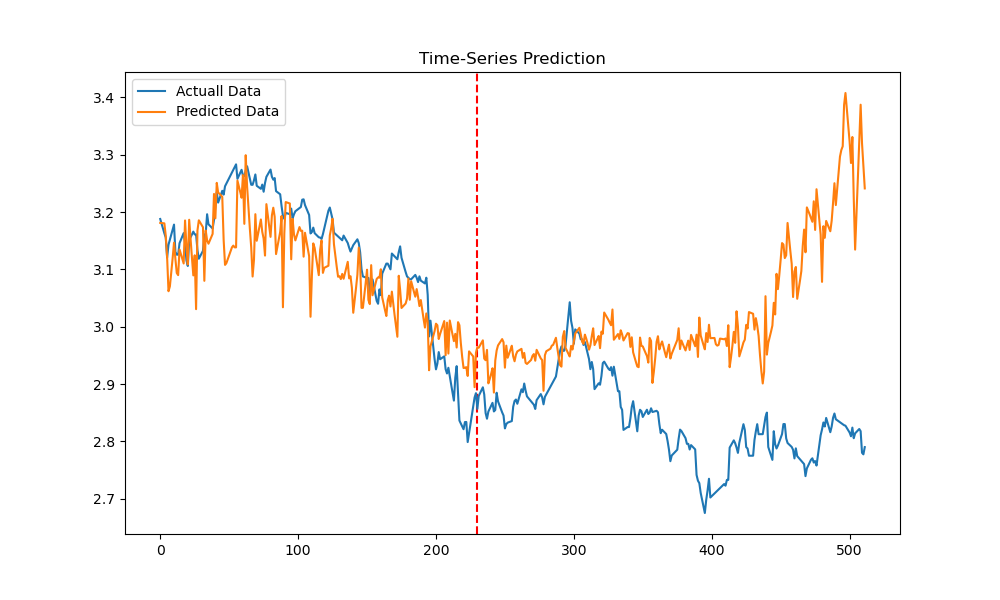 Time-Series Prediction
Actuall Data
Predicted Data
3.4
3.3
3.2
3.1
3.0
2.9
2.8
2.7
0 100 200 300 400 500